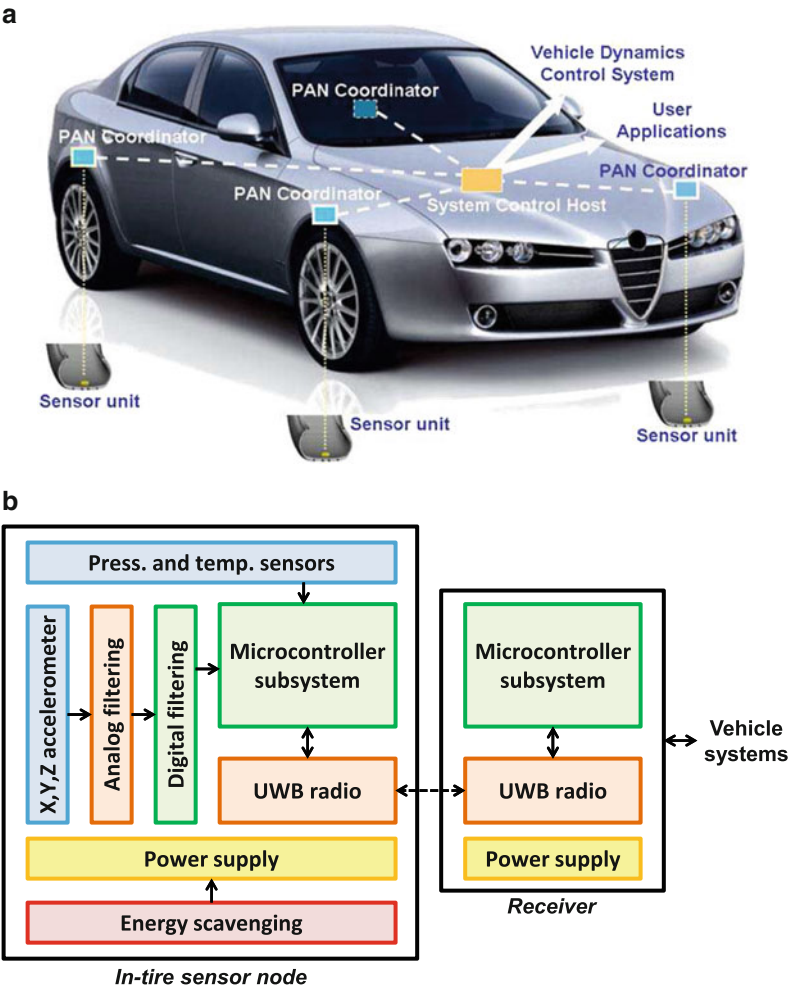 a
Vehicle Dynamics
Control System
PAN Coordinator
User
Applications
PAN Coordinator
PAN Coordinator
PAN Coordinator
System Control Host
Sensor unit
Sensor unit
Sensor unit
b
Press. and temp. sensors
X,Y,Z accelerometer
Analog filtering
Digital filtering
Microcontroller
subsystem
Microcontroller
subsystem
Vehicle
systems
UWB radio
UWB radio
Power supply
Power supply
Energy scavenging
Receiver
In-tire sensor node